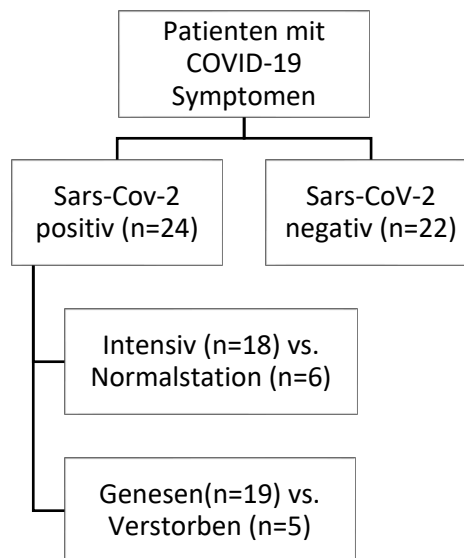 Patienten mit
COVID-19
Symptomen
Sars-Cov-2
positiv (n=24)
Sars-CoV-2
negativ (n=22)
Intensiv (n=18) vs.
Normalstation (n=6)
Genesen(n=19) vs.
Verstorben (n=5)